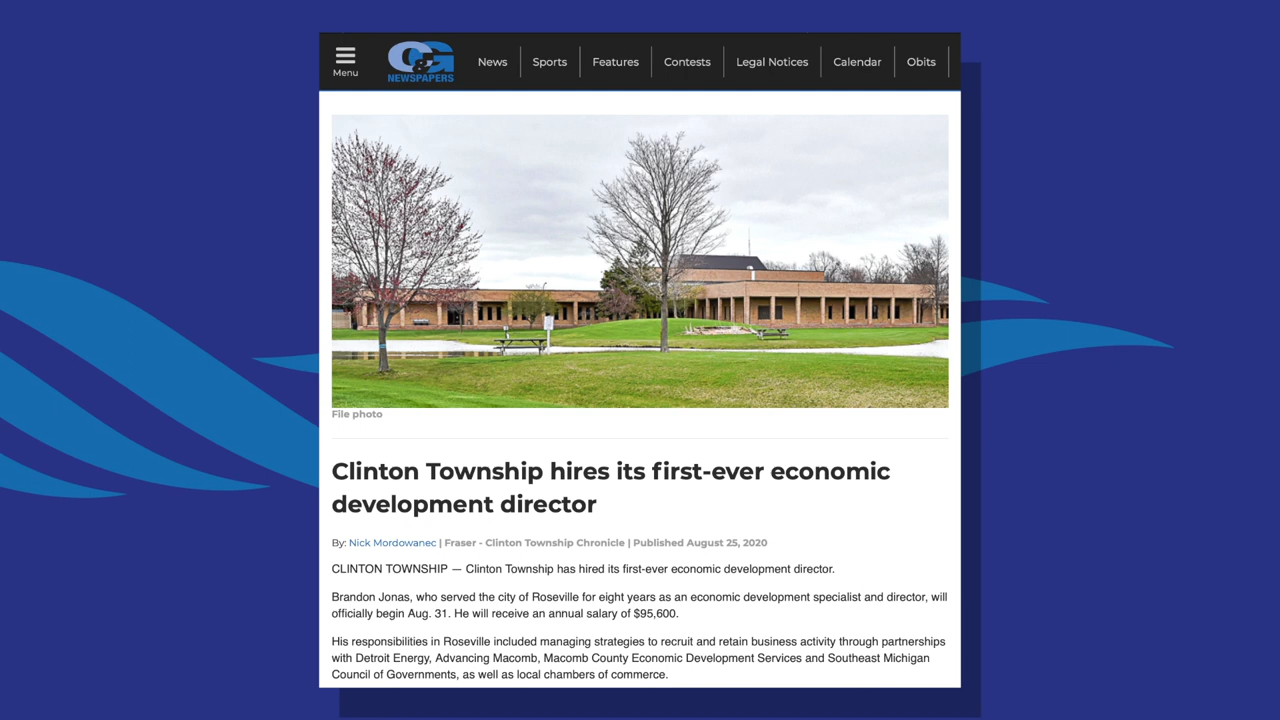 Menu
C&G
NEWSPAPERS
News
Sports
Features
Contests
Legal Notices
Calendar
Obits
File photo
Clinton Township hires its first-ever economic
development director
By: Nick Mordowanec | Fraser - Clinton Township Chronicle | Published August 25, 2020
CLINTON TOWNSHIP — Clinton Township has hired its first-ever economic development director.
Brandon Jonas, who served the city of Roseville for eight years as an economic development specialist and director, will
officially begin Aug. 31. He will receive an annual salary of $95,600.
His responsibilities in Roseville included managing strategies to recruit and retain business activity through partnerships
with Detroit Energy, Advancing Macomb, Macomb County Economic Development Services and Southeast Michigan
Council of Governments, as well as local chambers of commerce.